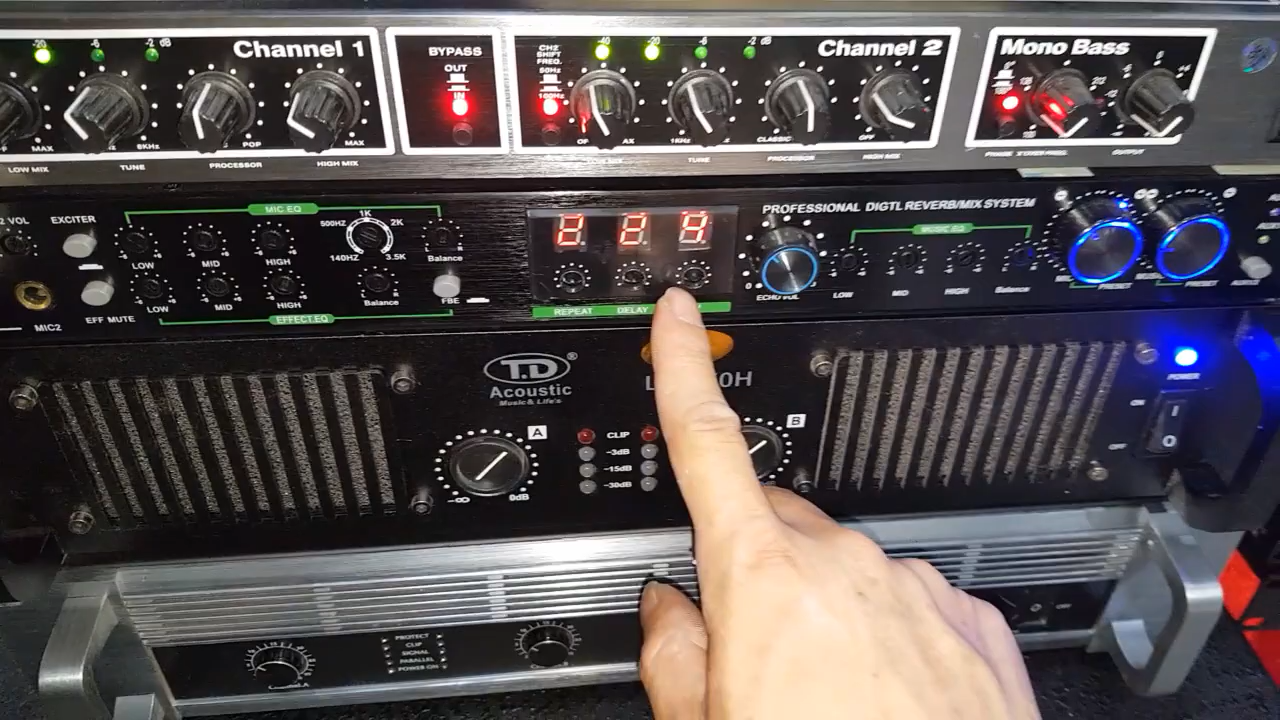 -20 -6 -2 dB
Channel 1
MAX TUNE 6KHz POP MAX
LOW MIX PROCESSOR HIGH MIX
BYPASS
OUT
IN
CH2
SHIFT
FREQ.
50Hz
100Hz
-40 -20 -6 -2 dB
Channel 2
AX 1KHz CLASSIC OFF
TUNE PROCESSOR HIGH MIX
Mono Bass
OUTPUT
2 VOL EXCITER
MIC EQ
500HZ 1K 2K
140HZ 3.5K
LOW MID HIGH Balance
LOW MID HIGH Balance
MIC2 EFF MUTE
EFFECT EQ
FBE
REPEAT DELAY
PROFESSIONAL DIGTL REVERB/MIX SYSTEM
MUSIC EQ
ECHO VOL LOW MID HIGH Balance
PRESET PRESET
T.D ®
Acoustic
Music & Life's
L 0H
A
-∞ 0dB
CLIP
-3dB
-15dB
-30dB
B
POWER
ON
I
O
OFF
PROTECT
CLIP
SIGNAL
PARALLEL
POWER ON
OFF